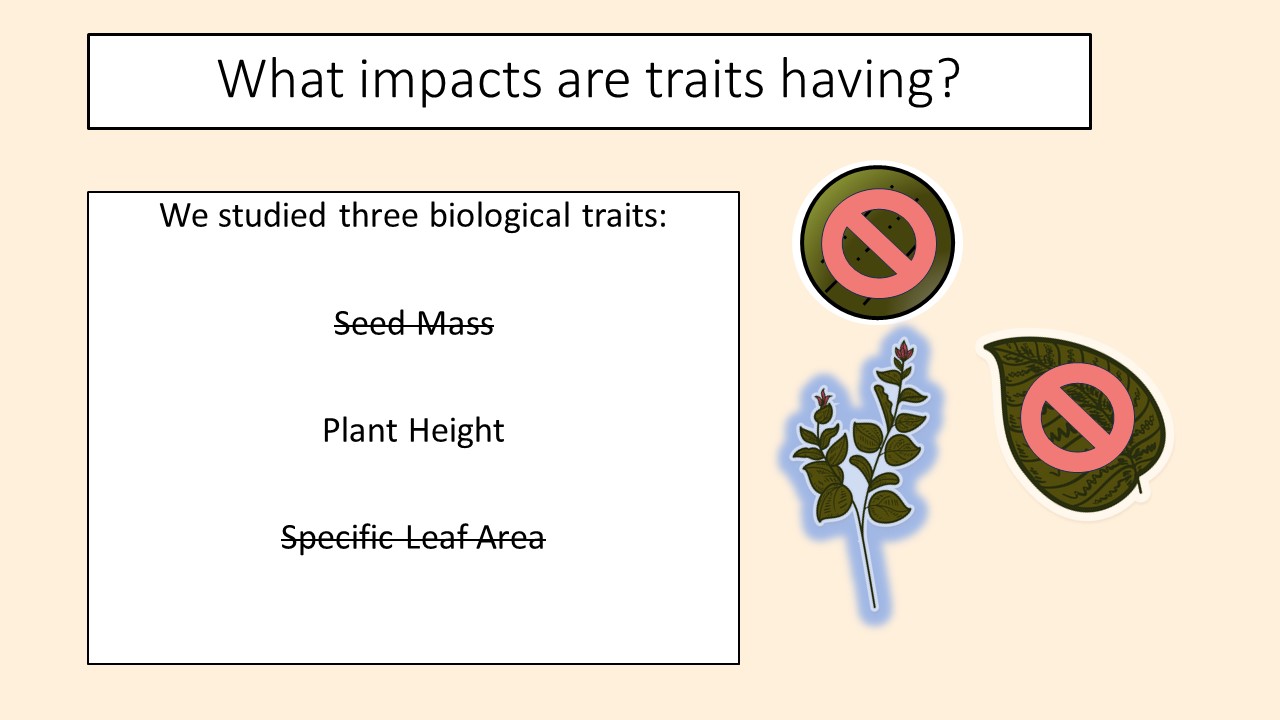 What impacts are traits having?
We studied three biological traits:
Seed Mass
Plant Height
Specific Leaf Area